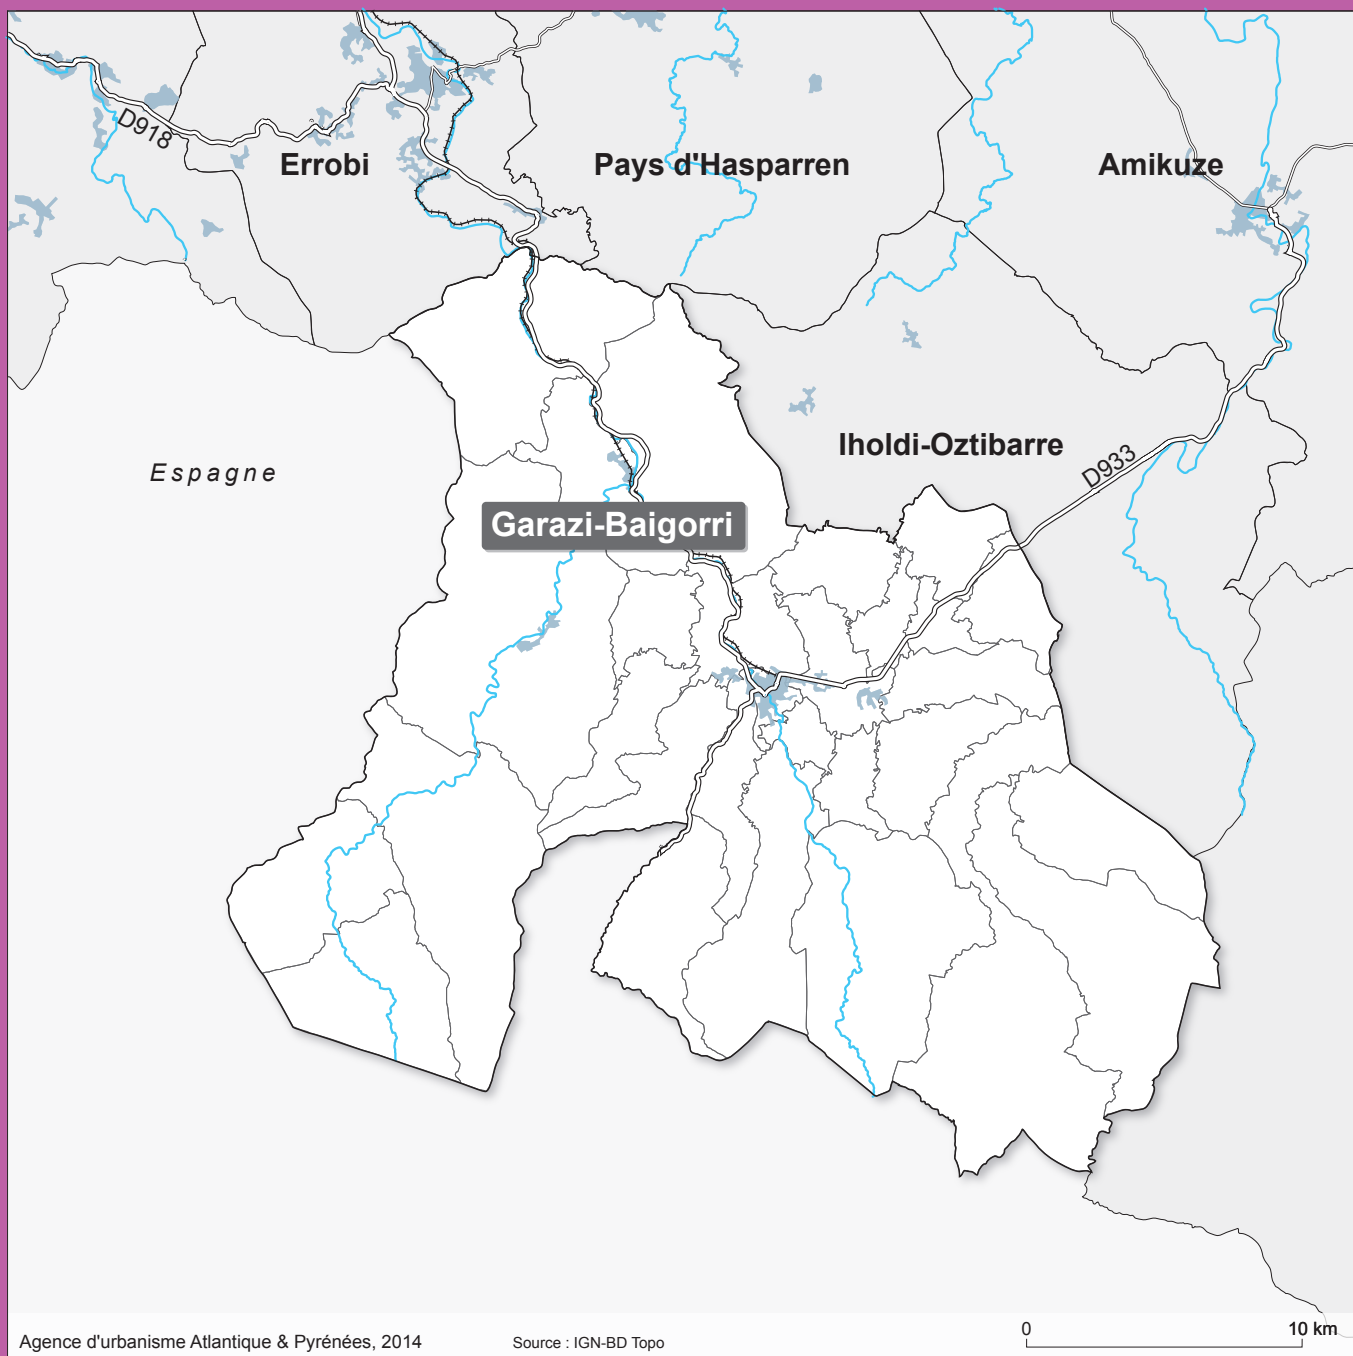 D918
Errobi
Pays d'Hasparren
Amikuze
Iholdi-Oztibarre
D933
Espagne
Garazi-Baigorri
Agence d'urbanisme Atlantique & Pyrénées, 2014
Source : IGN-BD Topo
0
10 km